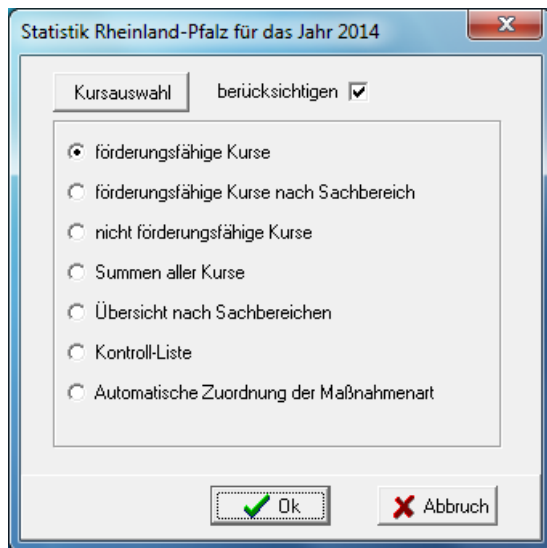 Statistik Rheinland-Pfalz für das Jahr 2014
Kursauswahl berücksichtigen
förderungsfähige Kurse
förderungsfähige Kurse nach Sachbereich
nicht förderungsfähige Kurse
Summen aller Kurse
Übersicht nach Sachbereichen
Kontroll-Liste
Automatische Zuordnung der Maßnahmenart
Ok Abbruch